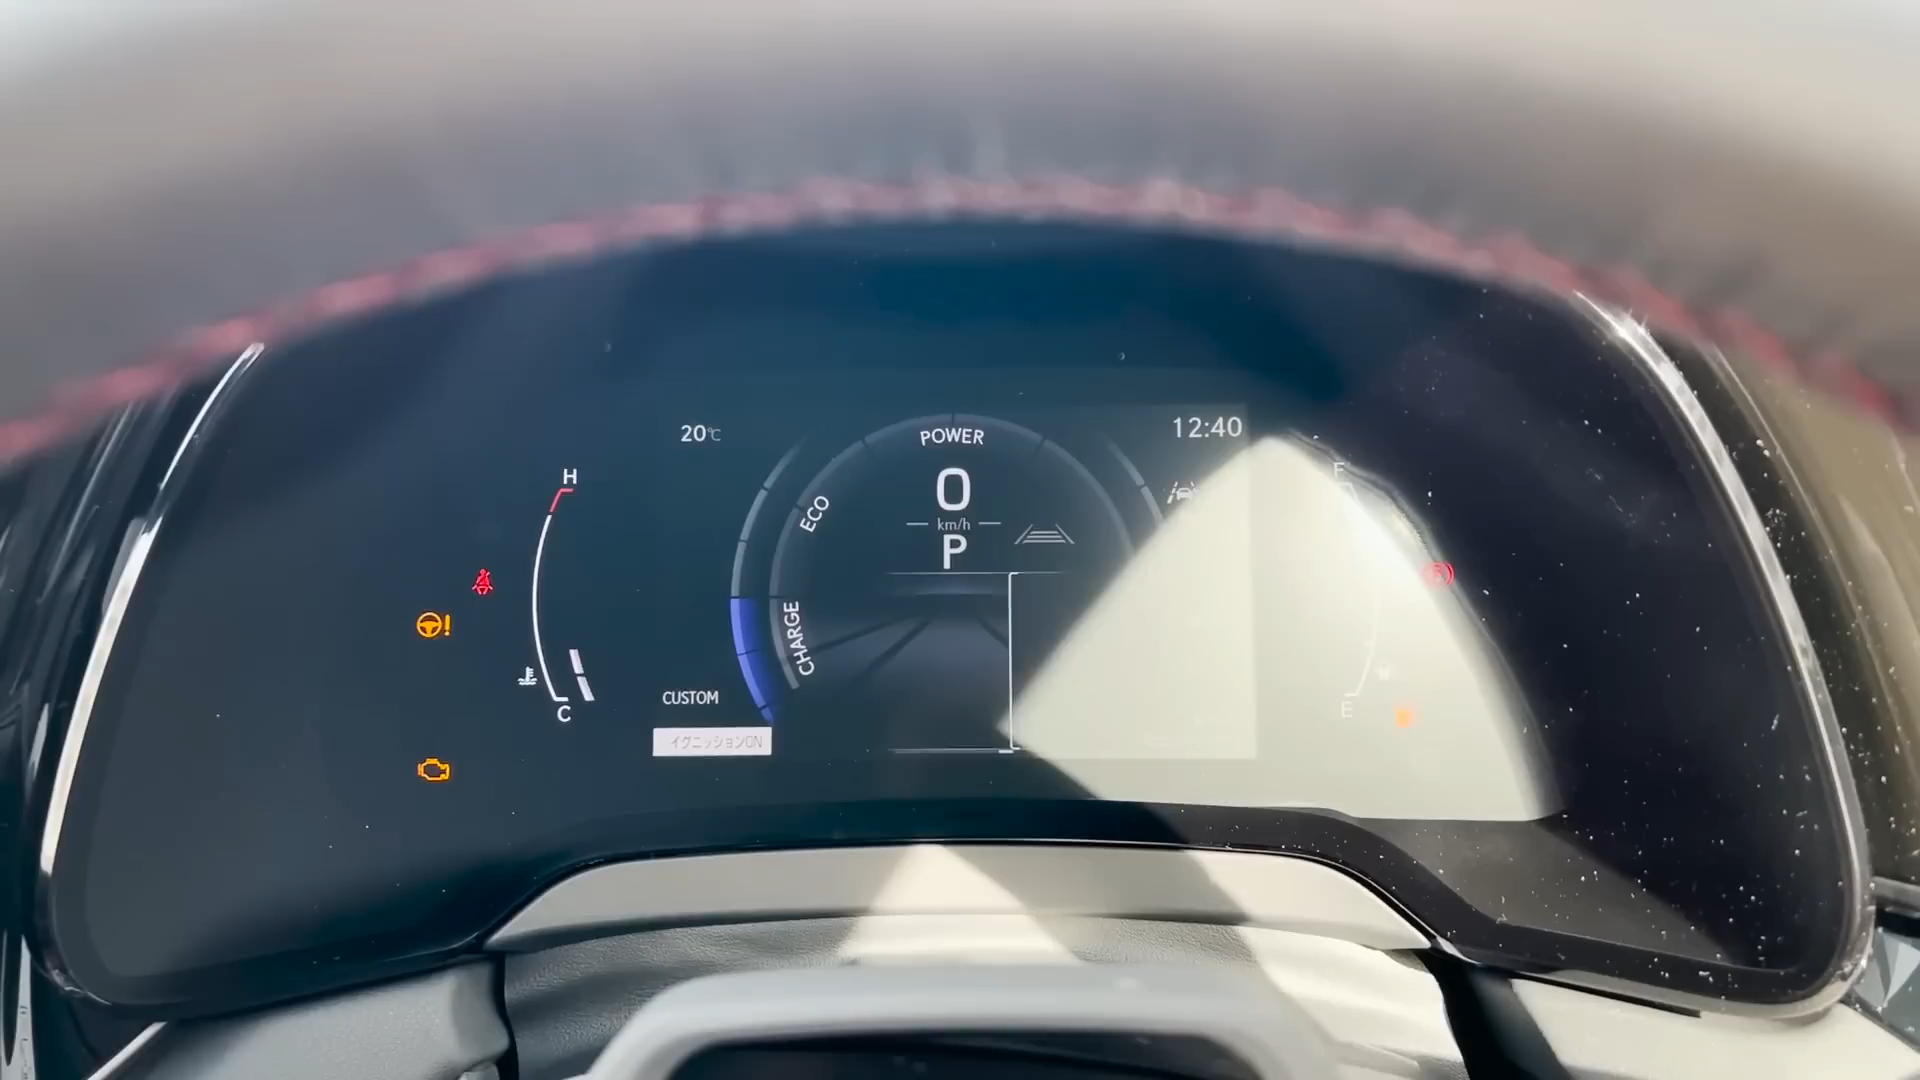 20℃
12:40
POWER
H
F
0
ECO
km/h
P
CHARGE
CUSTOM
C
E
イグニッションON